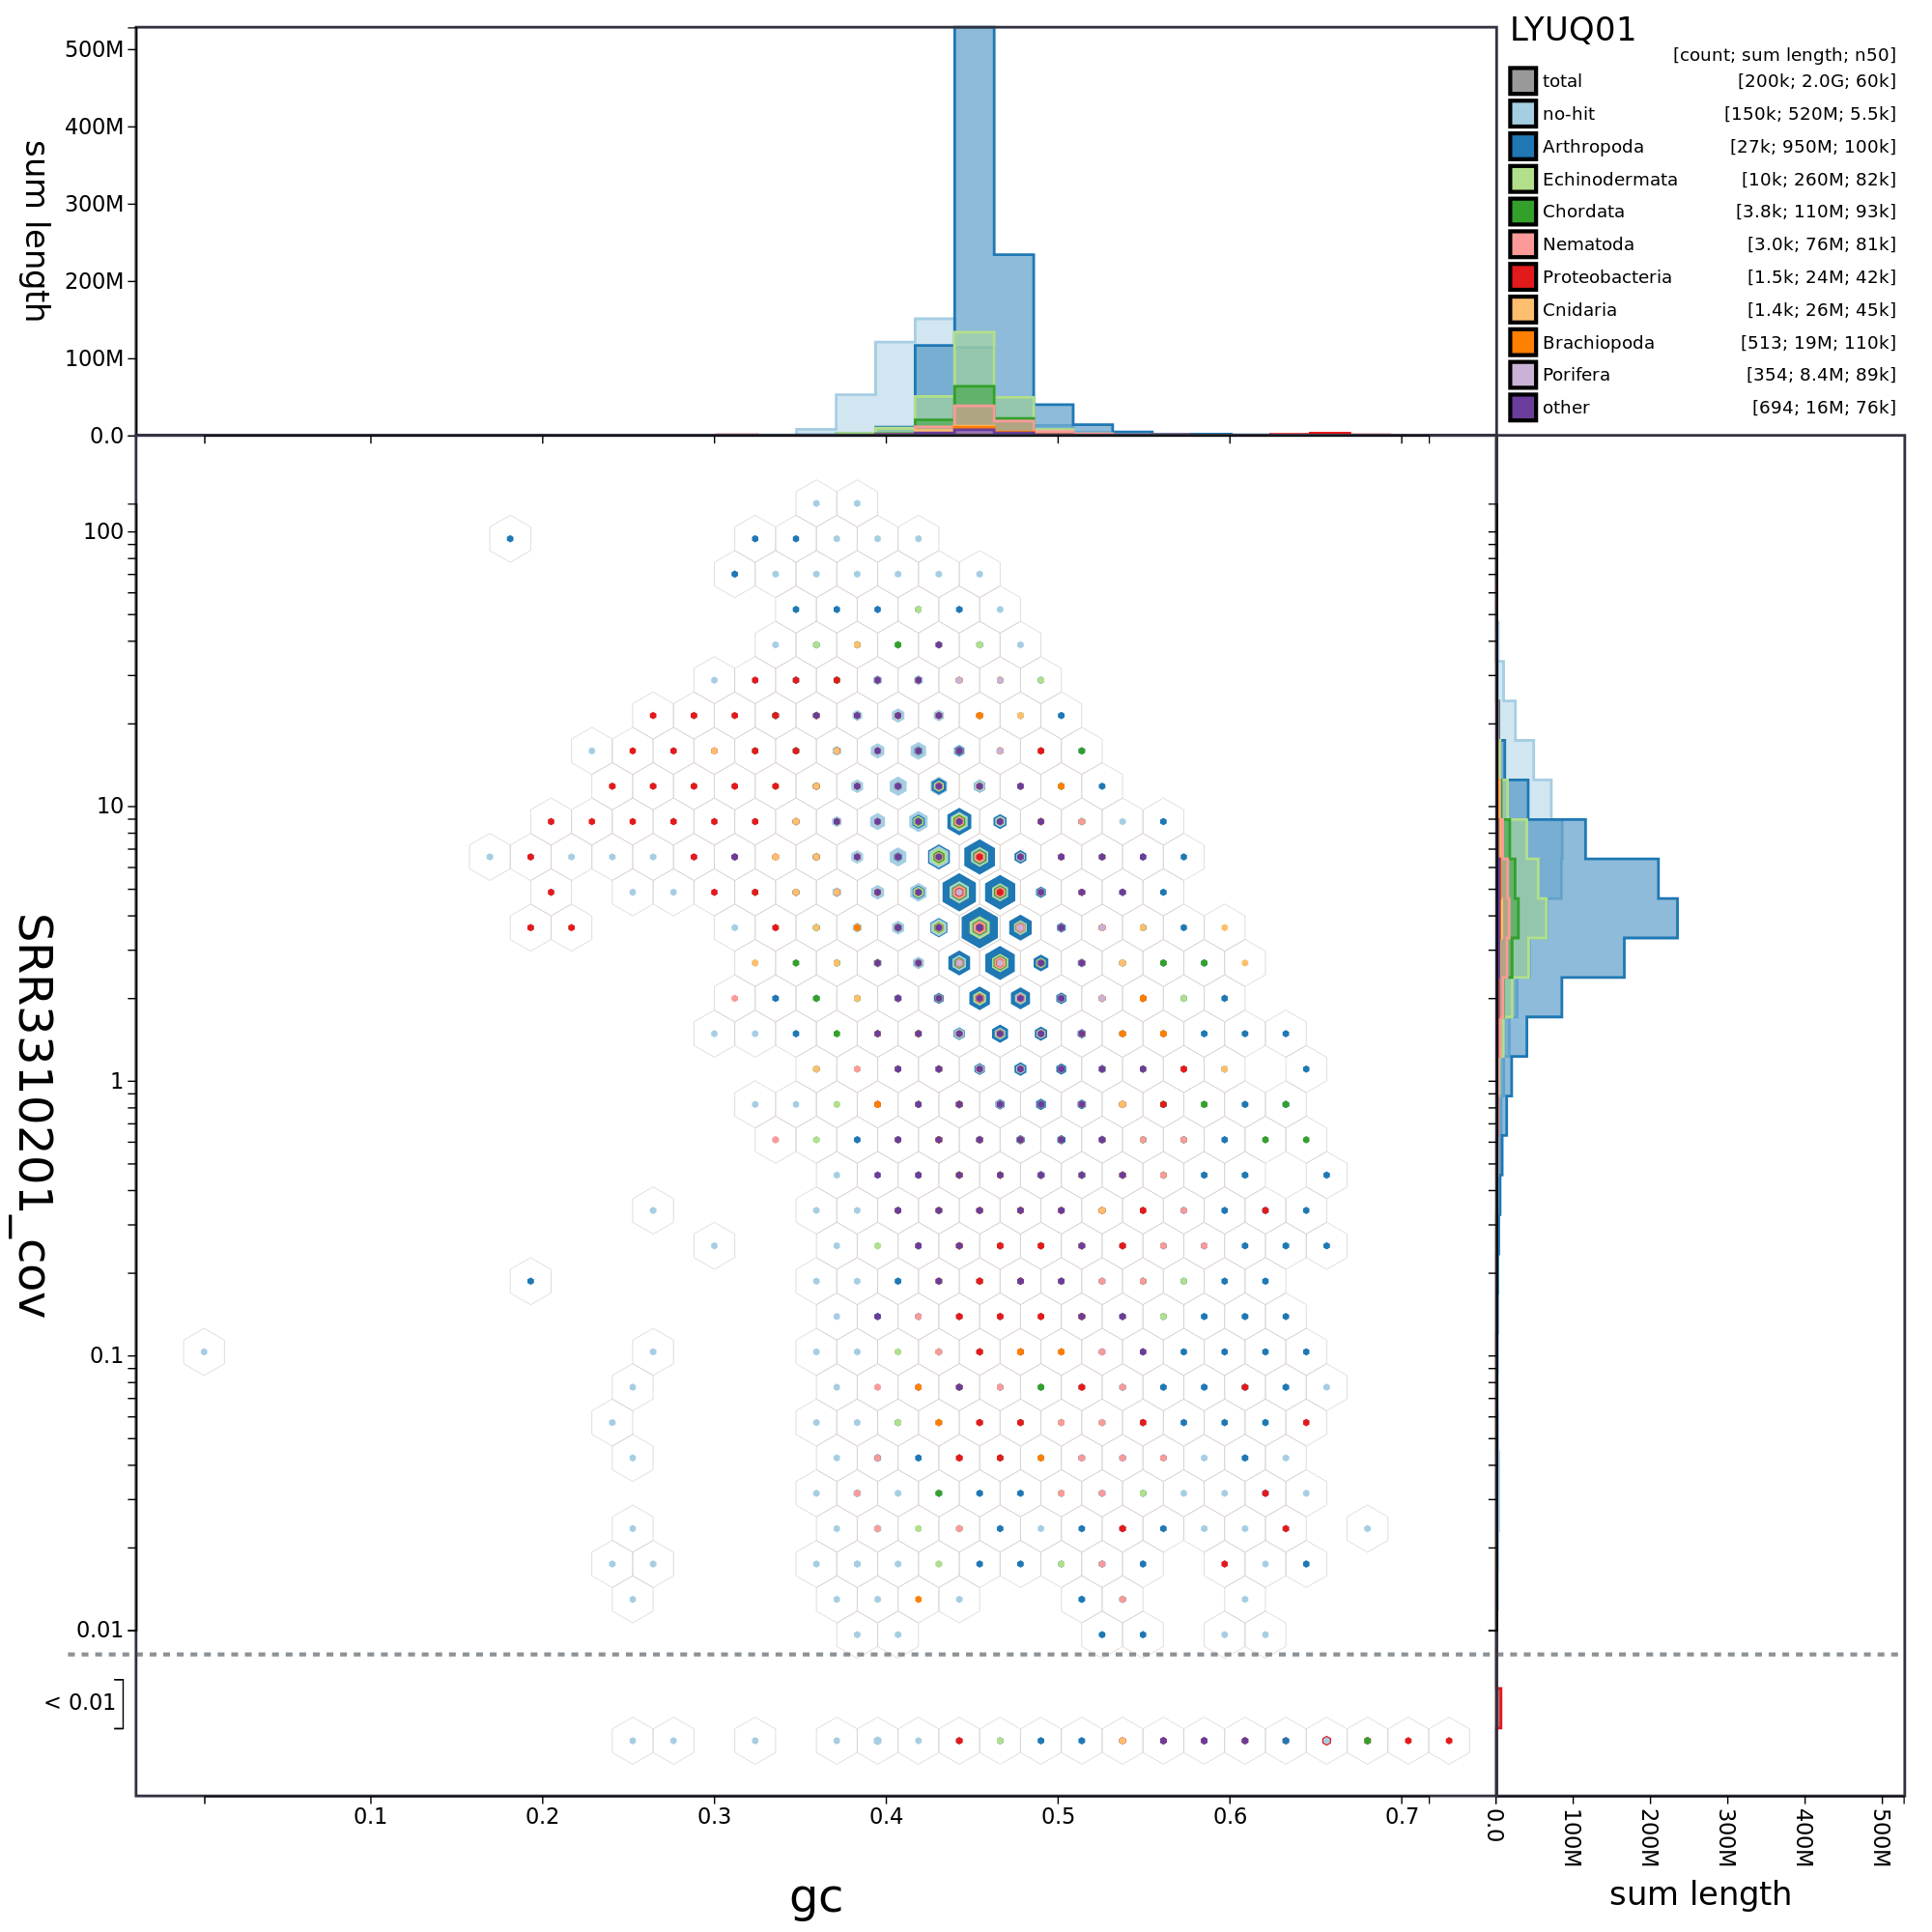 LYUQ01
[count; sum length; n50]
total [200k; 2.0G; 60k]
no-hit [150k; 520M; 5.5k]
Arthropoda [27k; 950M; 100k]
Echinodermata [10k; 260M; 82k]
Chordata [3.8k; 110M; 93k]
Nematoda [3.0k; 76M; 81k]
Proteobacteria [1.5k; 24M; 42k]
Cnidaria [1.4k; 26M; 45k]
Brachiopoda [513; 19M; 110k]
Porifera [354; 8.4M; 89k]
other [694; 16M; 76k]
sum length
500M
400M
300M
200M
100M
0.0
SRR3310201_cov
100
10
1
0.1
0.01
< 0.01
0.1 0.2 0.3 0.4 0.5 0.6 0.7
gc
0.0 100M 200M 300M 400M 500M
sum length